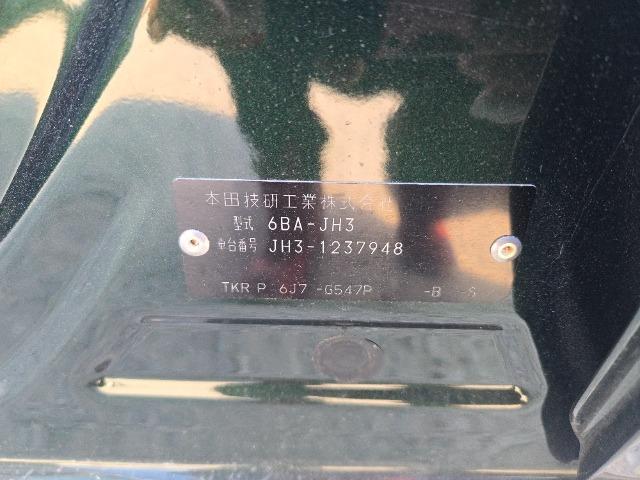 本田技研工業株式会社
型式 6BA-JH3
車台番号 JH3-1237948
TKR P 6J7 -G547P -B -S